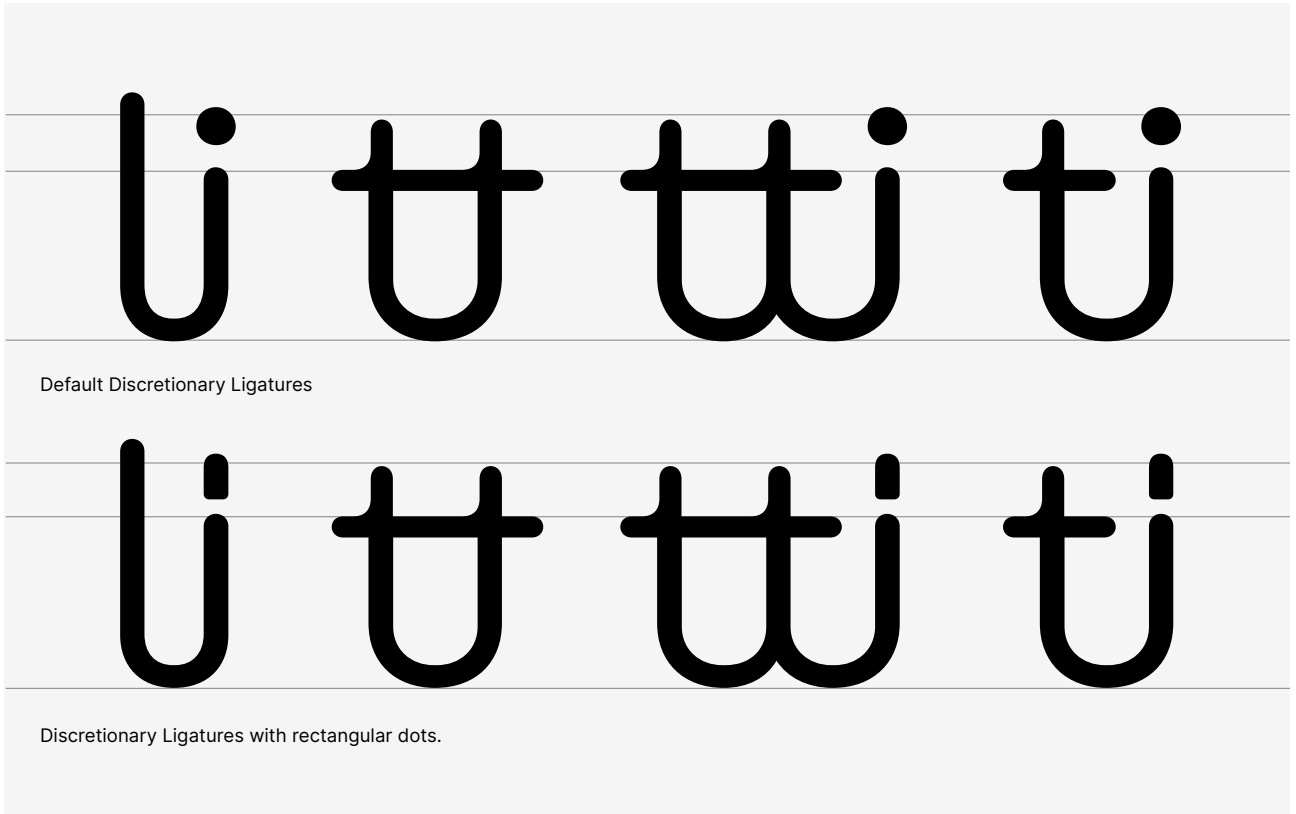 li tt tti ti
Default Discretionary Ligatures
li tt tti ti
Discretionary Ligatures with rectangular dots.